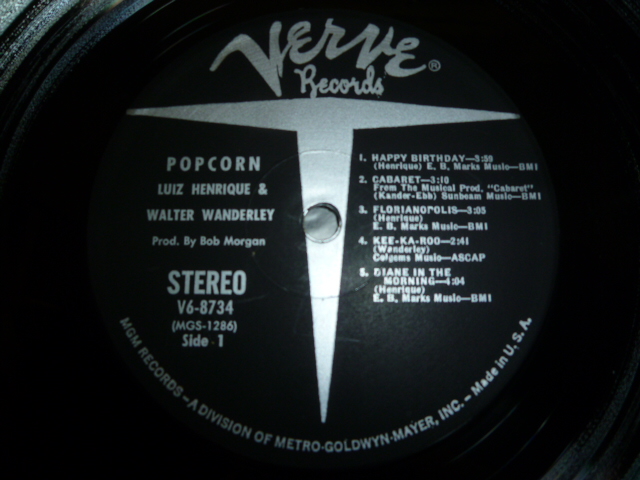 Verve®
Records
POPCORN
LUIZ HENRIQUE &
WALTER WANDERLEY
Prod. By Bob Morgan
STEREO
V6-8734
(MGS-1286)
Side 1
1. HAPPY BIRTHDAY—3:59
(Henrique) E. B. Marks Music—BMI
2. CABARET—3:10
From The Musical Prod. "Cabaret"
(Kander-Ebb) Sunbeam Music—BMI
3. FLORIANOPOLIS—3:05
(Henrique)
E. B. Marks Music—BMI
4. KEE-KA-ROO—2:41
(Wanderley)
Colgems Music—ASCAP
5. DIANE IN THE
MORNING—4:04
(Henrique)
E. B. Marks Music—BMI
MGM RECORDS—A DIVISION OF METRO-GOLDWYN-MAYER, INC.—Made in U. S. A.